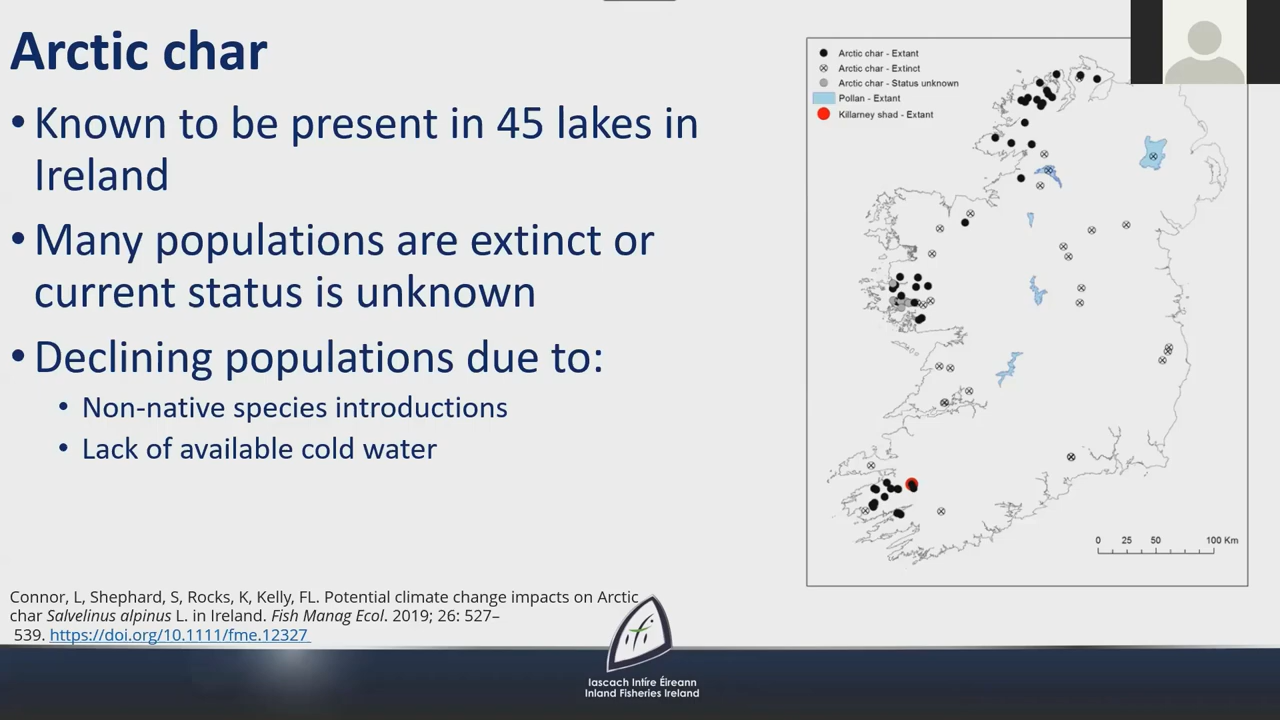 Arctic char
• Known to be present in 45 lakes in
Ireland
• Many populations are extinct or
current status is unknown
• Declining populations due to:
• Non-native species introductions
• Lack of available cold water
Connor, L, Shephard, S, Rocks, K, Kelly, FL. Potential climate change impacts on Arctic
char Salvelinus alpinus L. in Ireland. Fish Manag Ecol. 2019; 26: 527–
539. https://doi.org/10.1111/fme.12327
Arctic char - Extant
Arctic char - Extinct
Arctic char - Status unknown
Pollan - Extant
Killarney shad - Extant
0 25 50 100 Km
Iascach Intíre Éireann
Inland Fisheries Ireland